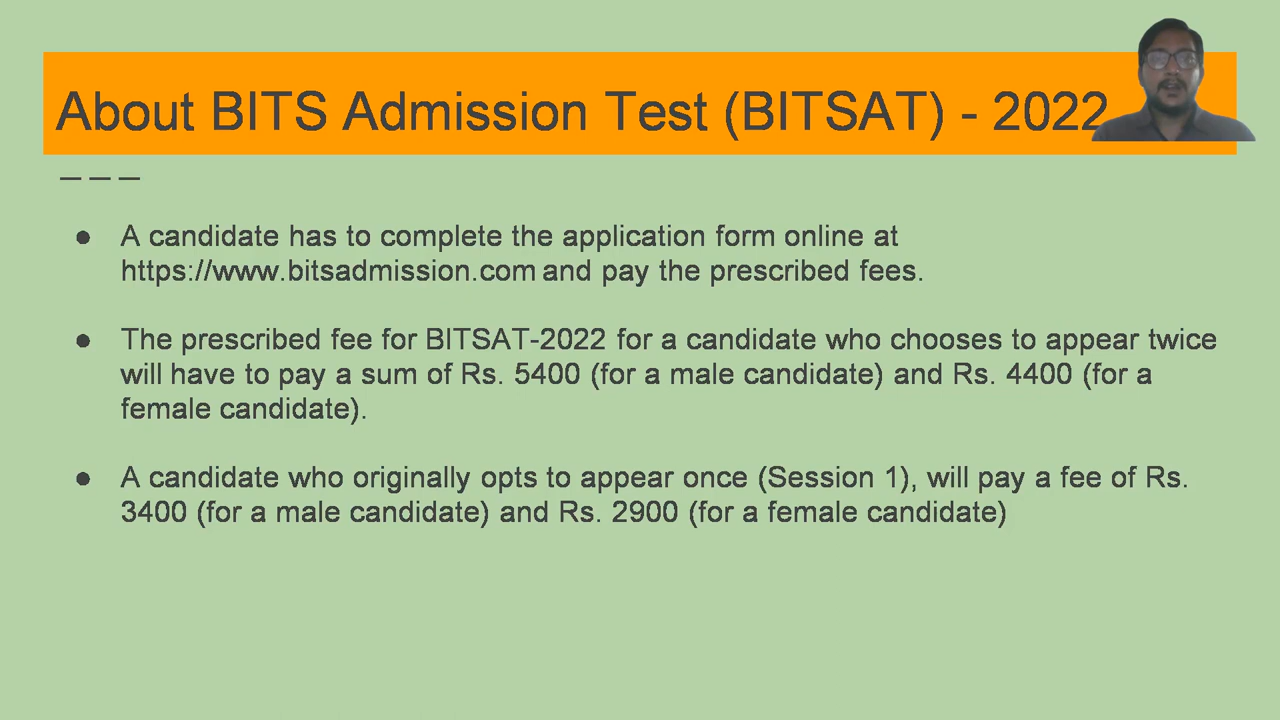 About BITS Admission Test (BITSAT) - 2022
● A candidate has to complete the application form online at
https://www.bitsadmission.com and pay the prescribed fees.
● The prescribed fee for BITSAT-2022 for a candidate who chooses to appear twice
will have to pay a sum of Rs. 5400 (for a male candidate) and Rs. 4400 (for a
female candidate).
● A candidate who originally opts to appear once (Session 1), will pay a fee of Rs.
3400 (for a male candidate) and Rs. 2900 (for a female candidate)